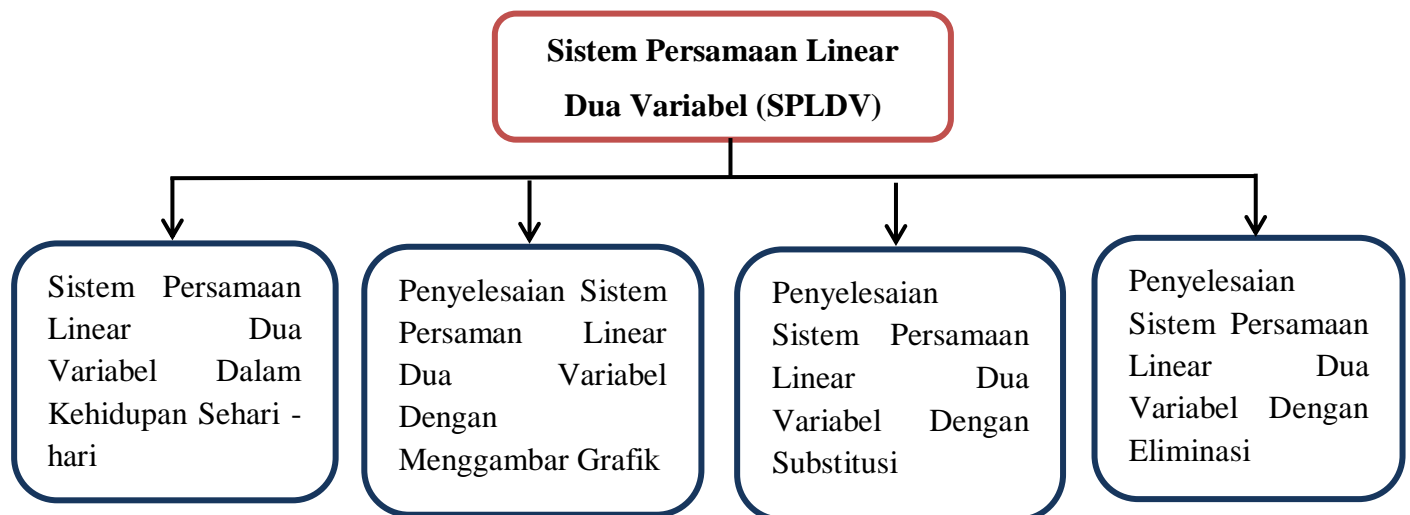 Sistem Persamaan Linear
Dua Variabel (SPLDV)
Sistem Persamaan
Linear Dua
Variabel Dalam
Kehidupan Sehari -
hari
Penyelesaian Sistem
Persaman Linear
Dua Variabel
Dengan
Menggambar Grafik
Penyelesaian
Sistem Persamaan
Linear Dua
Variabel Dengan
Substitusi
Penyelesaian
Sistem Persamaan
Linear Dua
Variabel Dengan
Eliminasi